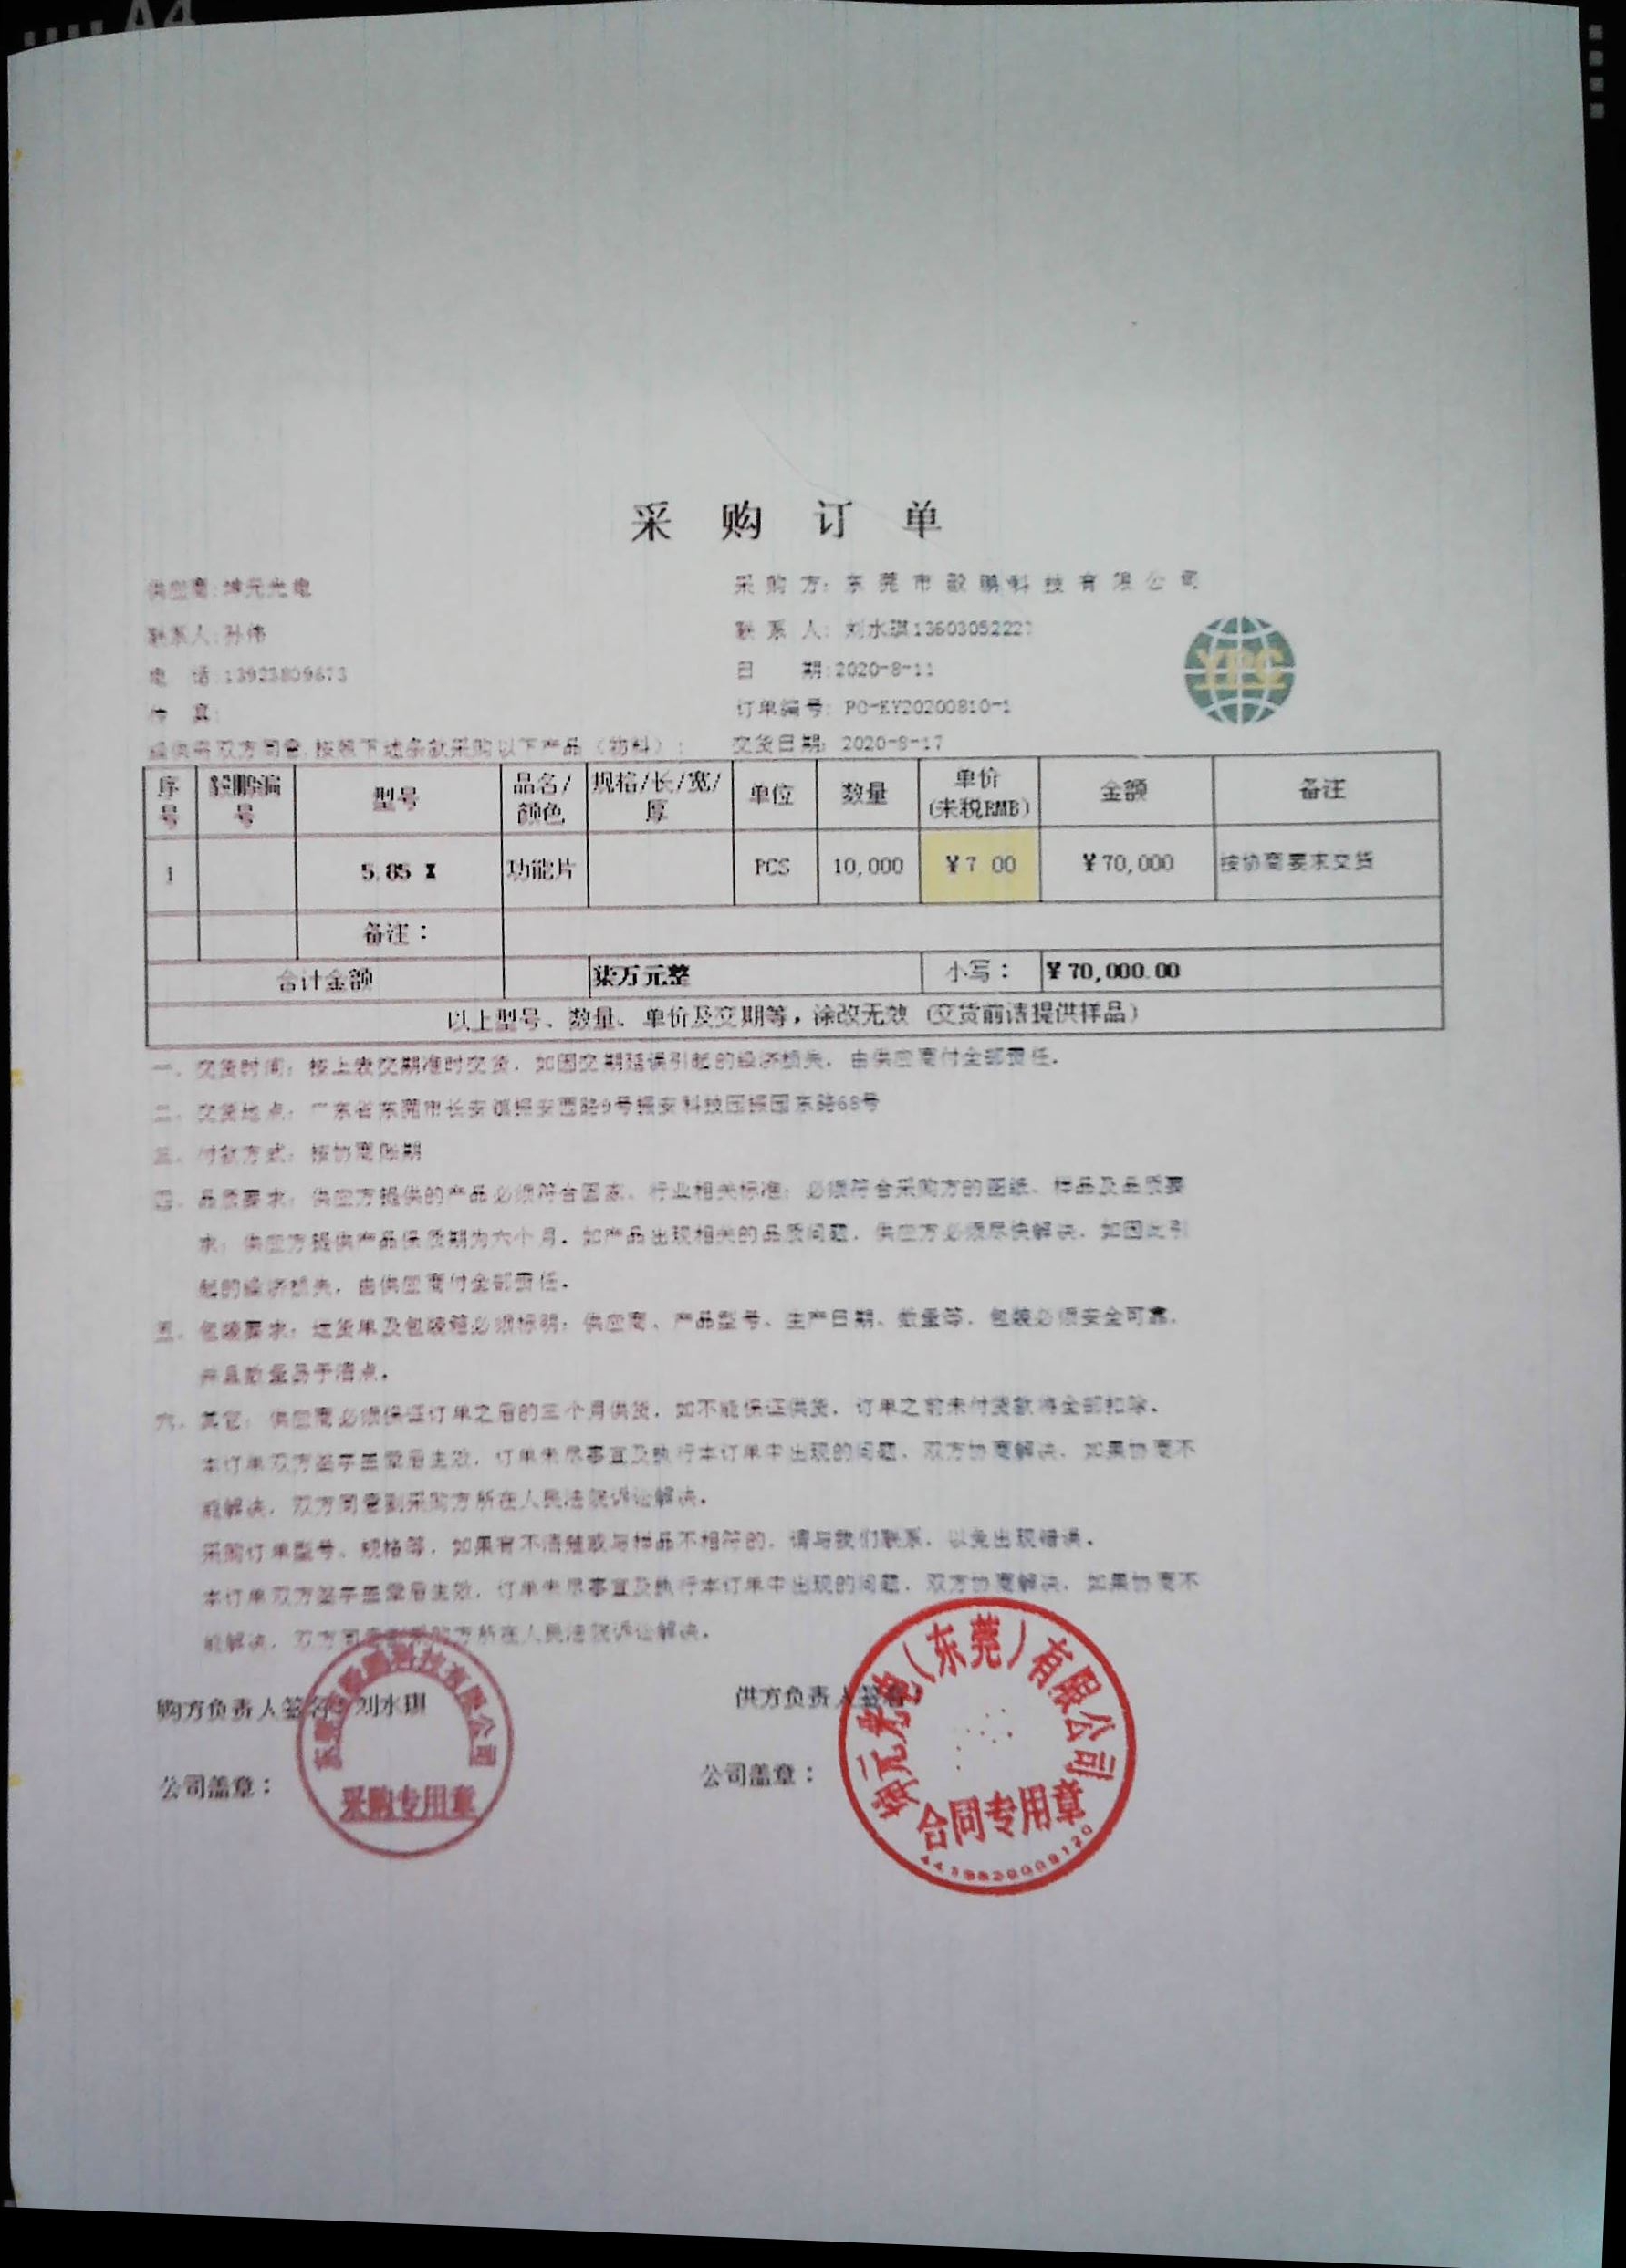 A4
采 购 订 单
供应商:坤元光电
采 购 方: 东 莞 市 毅 鹏 科 技 有 限 公 司
联系人:孙伟
联 系 人: 刘水琪1360305222
电 话:13923809673
日 期:2020-8-11
传 真:
订单编号: PO-KY20200810-1
YPC
经供需双方同意,按照下述条款采购以下产品(物料):
交货日期: 2020-8-17
序号 毅鹏编号 型号 品名/颜色 规格/长/宽/厚 单位 数量 单价(未税RMB) 金额 备注
1 5.85 功能片 PCS 10,000 ¥7 00 ¥70,000 按协商要求交货
备注：
合计金额 柒万元整 小写： ¥70,000.00
以上型号、数量、单价及交期等，涂改无效（交货前请提供样品）
一、交货时间：按上表交期准时交货，如因交期延误引起的经济损失，由供应商付全部责任。
二、交货地点：广东省东莞市长安镇振安西路9号振安科技园振园东路68号
三、付款方式：按协商账期
四、品质要求：供应方提供的产品必须符合国家、行业相关标准；必须符合采购方的图纸、样品及品质要
求；供应方提供产品保质期为六个月。如产品出现相关的品质问题，供应方必须尽快解决，如因此引
起的经济损失，由供应商付全部责任。
五、包装要求：送货单及包装箱必须标明：供应商、产品型号、生产日期、数量等，包装必须安全可靠，
并且数量易于清点。
六、其它：供应商必须保证订单之后的三个月供货，如不能保证供货，订单之前未付货款将全部扣除。
本订单双方签字盖章后生效，订单未尽事宜及执行本订单中出现的问题，双方协商解决，如果协商不
能解决，双方同意到采购方所在人民法院诉讼解决。
采购订单型号、规格等，如果有不清楚或与样品不相符的，请与我们联系，以免出现错误。
本订单双方签字盖章后生效，订单未尽事宜及执行本订单中出现的问题，双方协商解决，如果协商不
能解决，双方同意到采购方所在人民法院诉讼解决。
购方负责人签名：刘水琪
供方负责人签名
公司盖章：
公司盖章：
东莞市毅鹏科技有限公司
采购专用章
坤元光电（东莞）有限公司
合同专用章